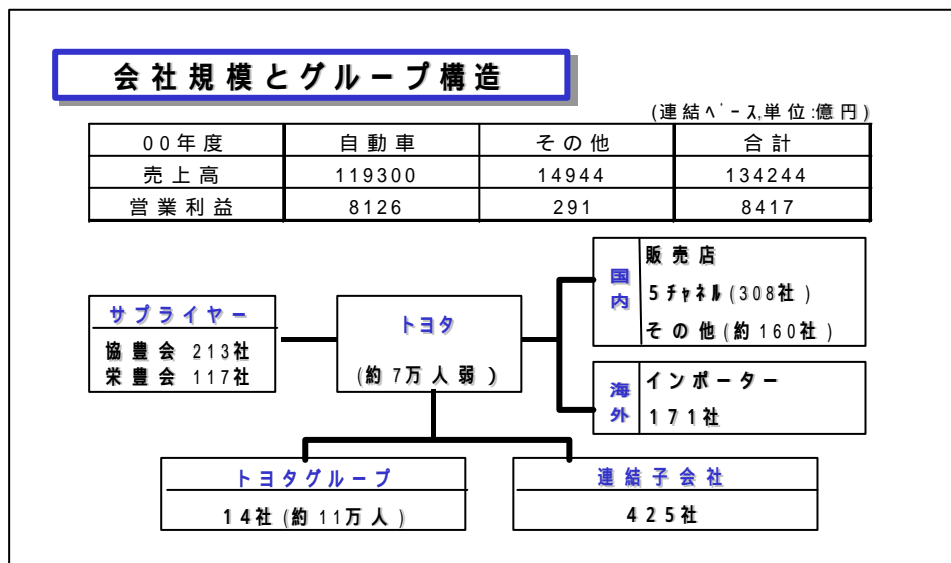 会社規模とグループ構造
(連結ベース,単位:億円)
00年度 自動車 その他 合計
売上高 119300 14944 134244
営業利益 8126 291 8417
サプライヤー
協豊会 213社
栄豊会 117社
トヨタ
(約7万人弱)
国内
販売店
5チャネル(308社)
その他(約160社)
海外
インポーター
171社
トヨタグループ
14社(約11万人)
連結子会社
425社